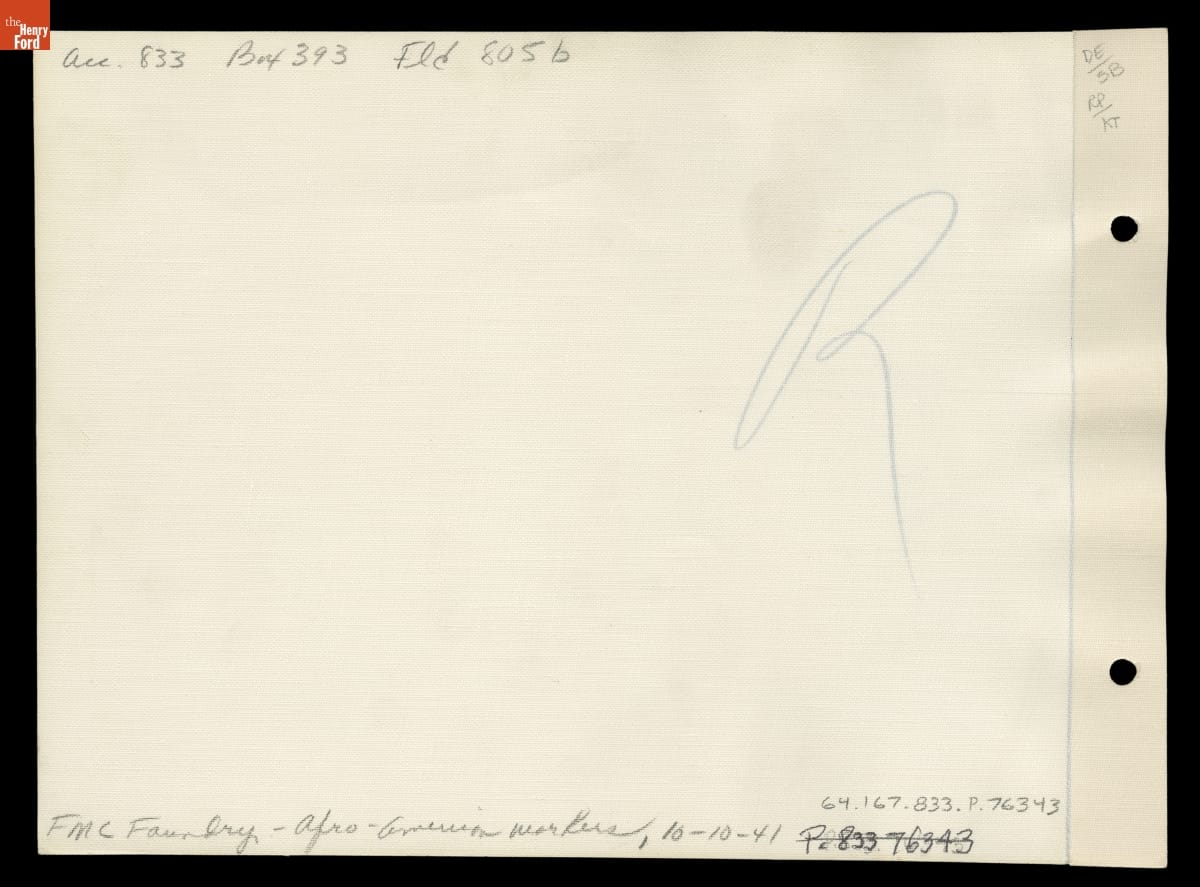 the
Henry
Ford
Acc. 833 Box 393 Fld 805b
DE/SB
RP/KT
R
64.167.833.P.76343
FMC Foundry, - Afro-American workers, 10-10-41 P.833.76343